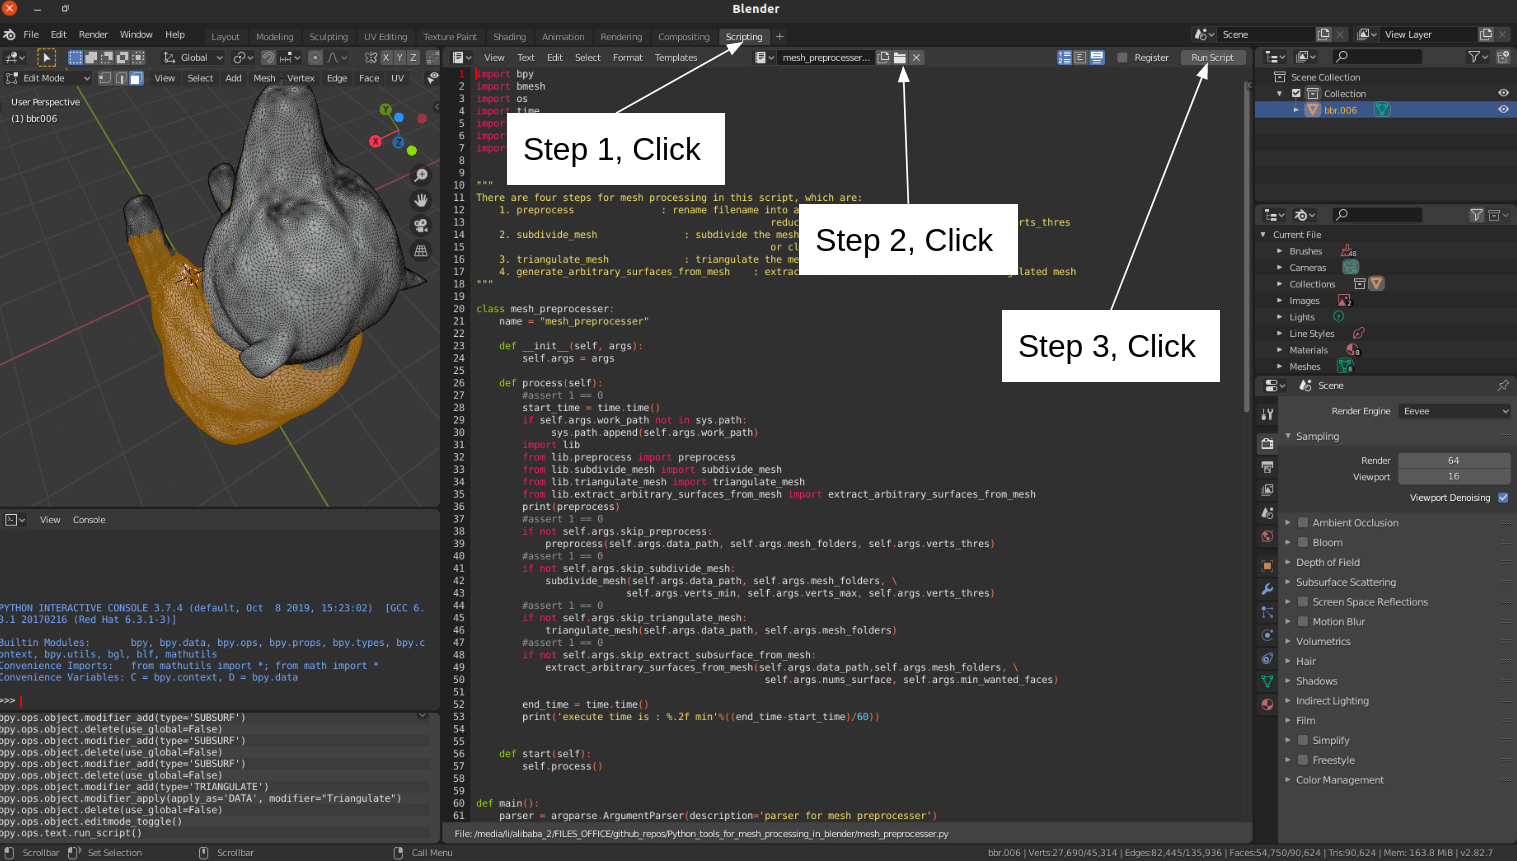 Blender
File Edit Render Window Help Layout Modeling Sculpting UV Editing Texture Paint Shading Animation Rendering Compositing Scripting + Scene View Layer
Global X Y Z View Text Edit Select Format Templates mesh_preprocesser... Register Run Script
Edit Mode View Select Add Mesh Vertex Edge Face UV
User Perspective
(1) bbr.006
Y
X
Z
1 import bpy
2 import bmesh
3 import os
4 import time
5 impor
6 impor
7 impor
8
9
10 """
11 There are four steps for mesh processing in this script, which are:
12 1. preprocess : rename filename into a
13 reduc erts_thres
14 2. subdivide_mesh : subdivide the mesh
15 or cl
16 3. triangulate_mesh : triangulate the me
17 4. generate_arbitrary_surfaces_from_mesh : extrac gulated mesh
18 """
19
20 class mesh_preprocesser:
21 name = "mesh_preprocesser"
22
23 def __init__(self, args):
24 self.args = args
25
26 def process(self):
27 #assert 1 == 0
28 start_time = time.time()
29 if self.args.work_path not in sys.path:
30 sys.path.append(self.args.work_path)
31 import lib
32 from lib.preprocess import preprocess
33 from lib.subdivide_mesh import subdivide_mesh
34 from lib.triangulate_mesh import triangulate_mesh
35 from lib.extract_arbitrary_surfaces_from_mesh import extract_arbitrary_surfaces_from_mesh
36 print(preprocess)
37 #assert 1 == 0
38 if not self.args.skip_preprocess:
39 preprocess(self.args.data_path, self.args.mesh_folders, self.args.verts_thres)
40 #assert 1 == 0
41 if not self.args.skip_subdivide_mesh:
42 subdivide_mesh(self.args.data_path, self.args.mesh_folders, \
43 self.args.verts_min, self.args.verts_max, self.args.verts_thres)
44 #assert 1 == 0
45 if not self.args.skip_triangulate_mesh:
46 triangulate_mesh(self.args.data_path, self.args.mesh_folders)
47 #assert 1 == 0
48 if not self.args.skip_extract_subsurface_from_mesh:
49 extract_arbitrary_surfaces_from_mesh(self.args.data_path,self.args.mesh_folders, \
50 self.args.nums_surface, self.args.min_wanted_faces)
51
52 end_time = time.time()
53 print('execute time is : %.2f min'%((end_time-start_time)/60))
54
55
56 def start(self):
57 self.process()
58
59
60 def main():
61 parser = argparse.ArgumentParser(description='parser for mesh preprocesser')
Step 1, Click
Step 2, Click
Step 3, Click
File: /media/li/alibaba_2/FILES_OFFICE/github_repos/Python_tools_for_mesh_processing_in_blender/mesh_preprocesser.py
View Console
PYTHON INTERACTIVE CONSOLE 3.7.4 (default, Oct  8 2019, 15:23:02)  [GCC 6.
3.1 20170216 (Red Hat 6.3.1-3)]
Builtin Modules: bpy, bpy.data, bpy.ops, bpy.props, bpy.types, bpy.c
ontext, bpy.utils, bgl, blf, mathutils
Convenience Imports: from mathutils import *; from math import *
Convenience Variables: C = bpy.context, D = bpy.data
>>>
bpy.ops.object.modifier_add(type='SUBSURF')
bpy.ops.object.delete(use_global=False)
bpy.ops.object.modifier_add(type='SUBSURF')
bpy.ops.object.delete(use_global=False)
bpy.ops.object.modifier_add(type='SUBSURF')
bpy.ops.object.delete(use_global=False)
bpy.ops.object.modifier_add(type='TRIANGULATE')
bpy.ops.object.modifier_apply(apply_as='DATA', modifier="Triangulate")
bpy.ops.object.delete(use_global=False)
bpy.ops.object.editmode_toggle()
bpy.ops.text.run_script()
Scene Collection
Collection
bbr.006
Current File
Brushes 48
Cameras
Collections
Images 2
Lights
Line Styles
Materials 8
Meshes 8
Scene
Render Engine Eevee
Sampling
Render 64
Viewport 16
Viewport Denoising
Ambient Occlusion
Bloom
Depth of Field
Subsurface Scattering
Screen Space Reflections
Motion Blur
Volumetrics
Hair
Shadows
Indirect Lighting
Film
Simplify
Freestyle
Color Management
Scrollbar Set Selection Scrollbar Call Menu bbr.006 | Verts:27,690/45,314 | Edges:82,445/135,936 | Faces:54,750/90,624 | Tris:90,624 | Mem: 163.8 MiB | v2.82.7